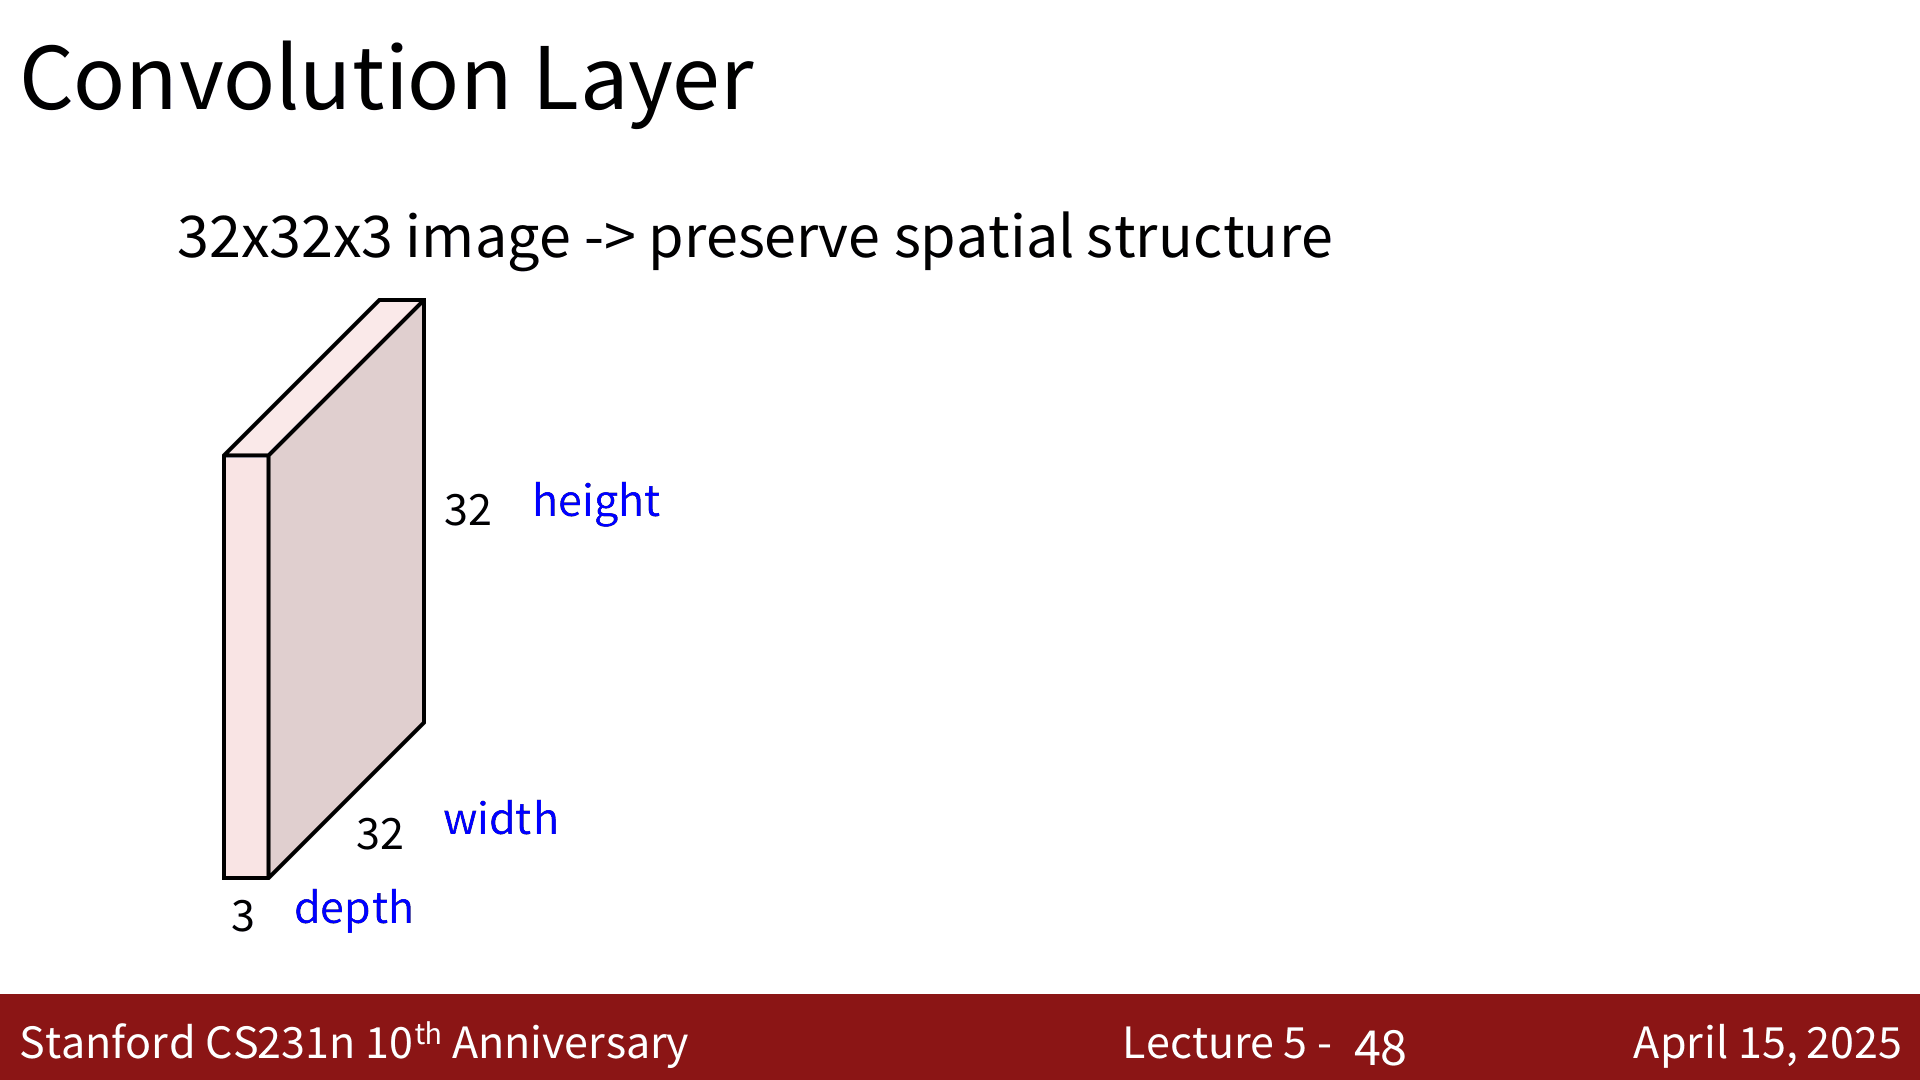 Convolution Layer
32x32x3 image -> preserve spatial structure
32 height
32 width
3 depth
Stanford CS231n 10th Anniversary Lecture 5 - 48 April 15, 2025